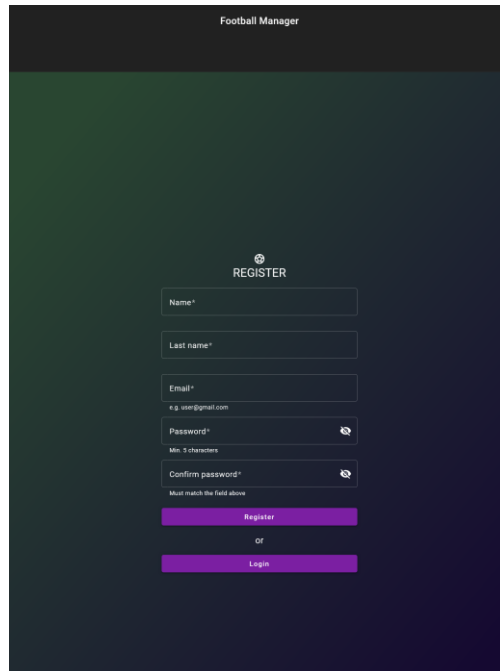 Football Manager
REGISTER
Name*
Last name*
Email*
e.g. user@gmail.com
Password*
Min. 5 characters
Confirm password*
Must match the field above
Register
or
Login